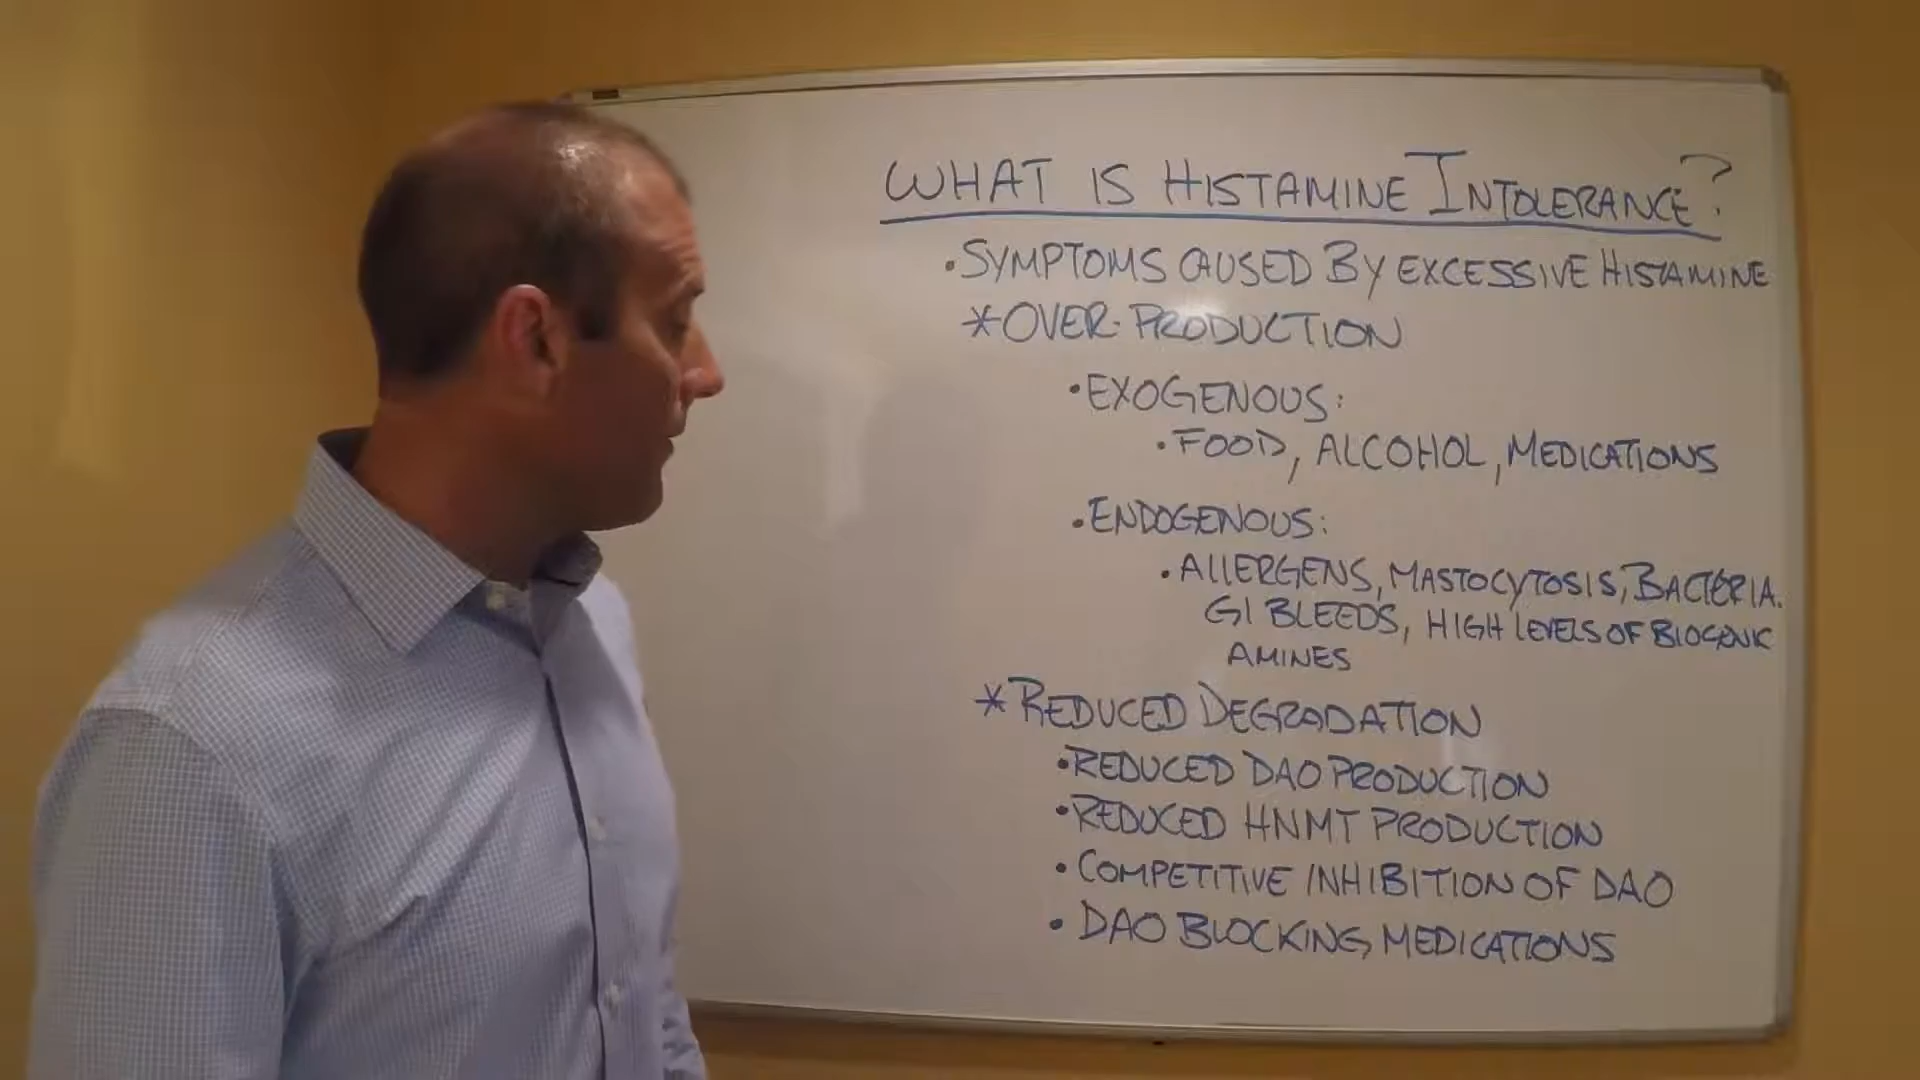 WHAT IS HISTAMINE INTOLERANCE?
• SYMPTOMS CAUSED BY EXCESSIVE HISTAMINE
* OVER-PRODUCTION
• EXOGENOUS:
• FOOD, ALCOHOL, MEDICATIONS
• ENDOGENOUS:
• ALLERGENS, MASTOCYTOSIS, BACTERIA.
GI BLEEDS, HIGH LEVELS OF BIOGENIC
AMINES
* REDUCED DEGRADATION
• REDUCED DAO PRODUCTION
• REDUCED HNMT PRODUCTION
• COMPETITIVE INHIBITION OF DAO
• DAO BLOCKING MEDICATIONS